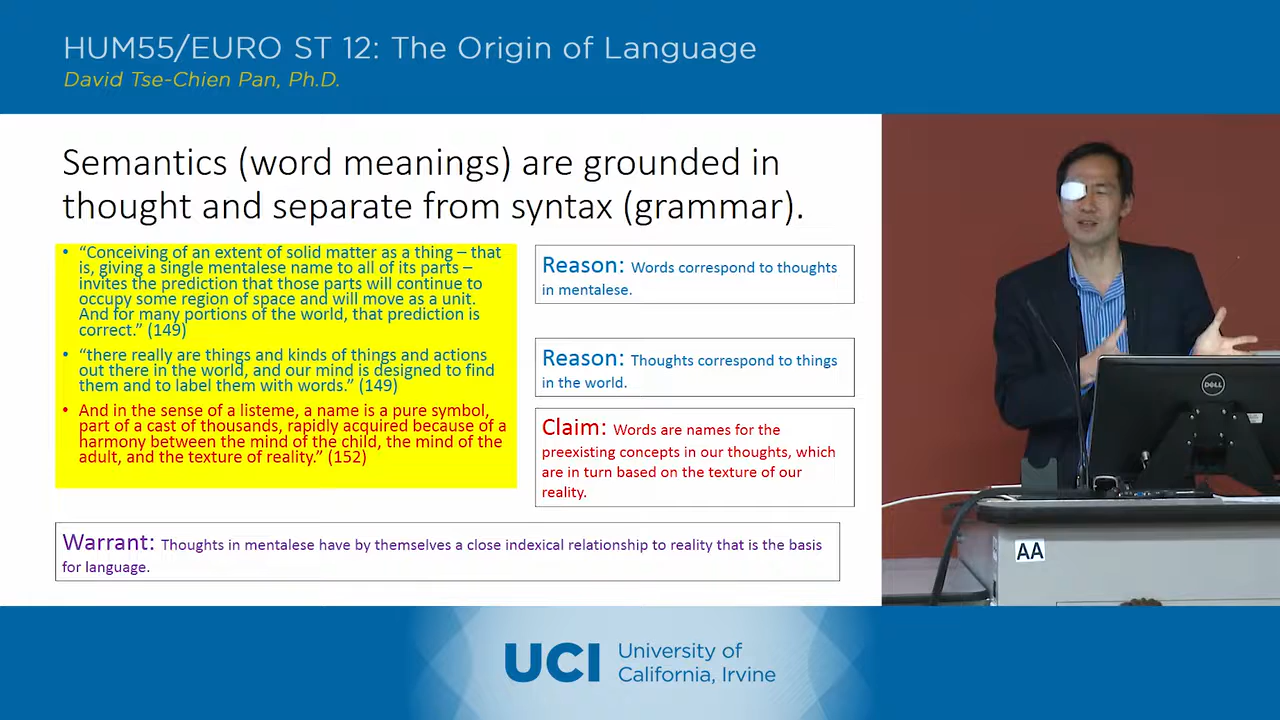 HUM55/EURO ST 12: The Origin of Language
David Tse-Chien Pan, Ph.D.
Semantics (word meanings) are grounded in
thought and separate from syntax (grammar).
• “Conceiving of an extent of solid matter as a thing – that
is, giving a single mentalese name to all of its parts –
invites the prediction that those parts will continue to
occupy some region of space and will move as a unit.
And for many portions of the world, that prediction is
correct.” (149)
• “there really are things and kinds of things and actions
out there in the world, and our mind is designed to find
them and to label them with words.” (149)
• And in the sense of a listeme, a name is a pure symbol,
part of a cast of thousands, rapidly acquired because of a
harmony between the mind of the child, the mind of the
adult, and the texture of reality.” (152)
Reason: Words correspond to thoughts
in mentalese.
Reason: Thoughts correspond to things
in the world.
Claim: Words are names for the
preexisting concepts in our thoughts, which
are in turn based on the texture of our
reality.
Warrant: Thoughts in mentalese have by themselves a close indexical relationship to reality that is the basis
for language.
DELL
AA
UCI University of
California, Irvine